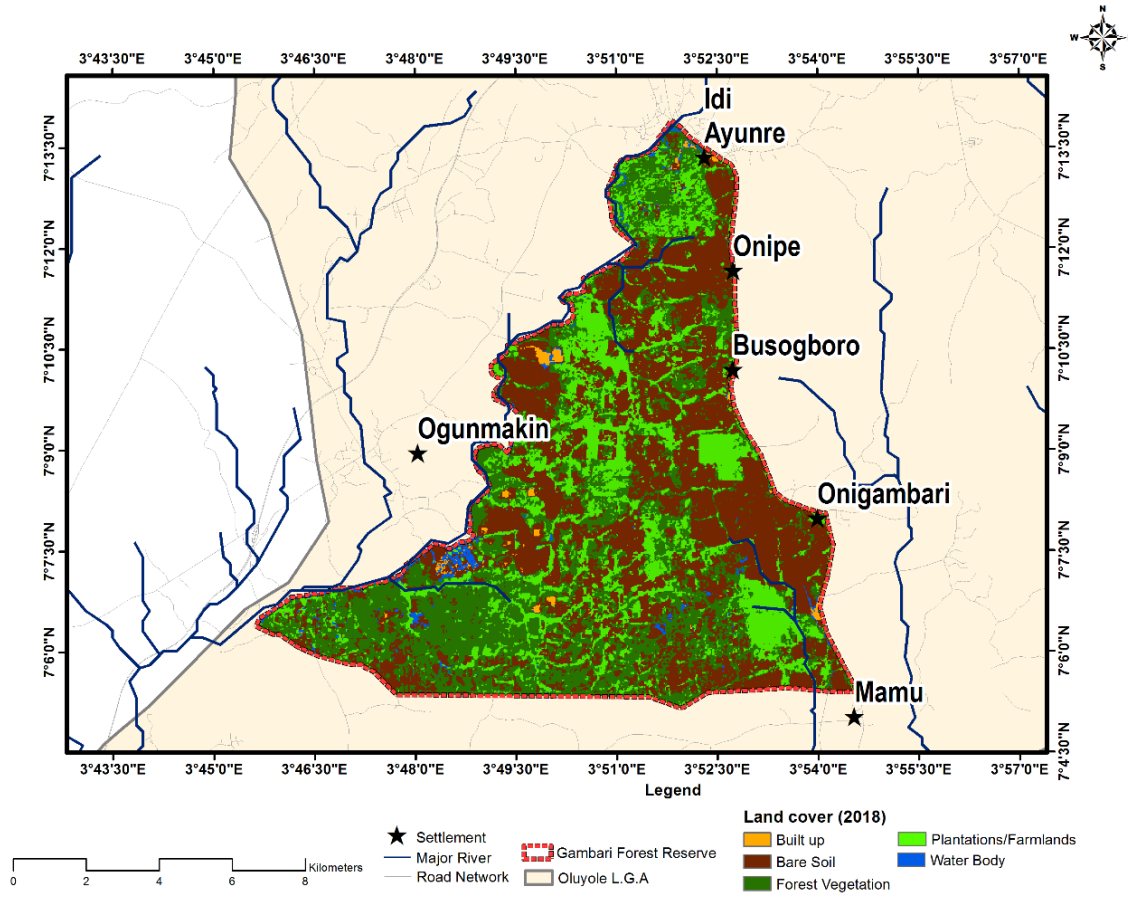 N
W E
S
3°43'30"E 3°45'0"E 3°46'30"E 3°48'0"E 3°49'30"E 3°51'0"E 3°52'30"E 3°54'0"E 3°55'30"E 3°57'0"E
7°13'30"N
7°12'0"N
7°10'30"N
7°9'0"N
7°7'30"N
7°6'0"N
Idi
Ayunre
Onipe
Busogboro
Ogunmakin
Onigambari
Mamu
7°13'30"N
7°12'0"N
7°10'30"N
7°9'0"N
7°7'30"N
7°6'0"N
7°4'30"N
3°43'30"E 3°45'0"E 3°46'30"E 3°48'0"E 3°49'30"E 3°51'0"E 3°52'30"E 3°54'0"E 3°55'30"E 3°57'0"E
Legend
Settlement
Major River
Road Network
Gambari Forest Reserve
Oluyole L.G.A
Land cover (2018)
Built up
Bare Soil
Forest Vegetation
Plantations/Farmlands
Water Body
Kilometers
0 2 4 6 8